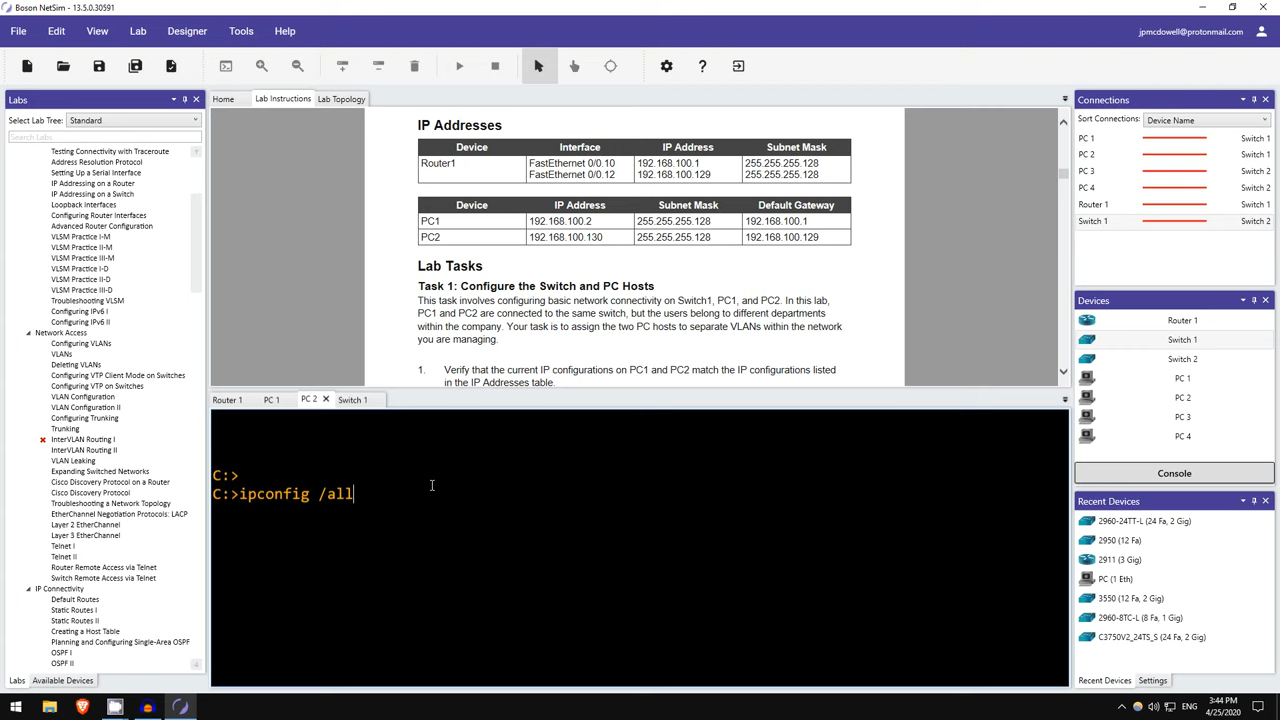 Boson NetSim - 13.5.0.30591
File Edit View Lab Designer Tools Help
jpmcdowell@protonmail.com
Labs
Select Lab Tree: Standard
Search Labs
Testing Connectivity with Traceroute
Address Resolution Protocol
Setting Up a Serial Interface
IP Addressing on a Router
IP Addressing on a Switch
Loopback Interfaces
Configuring Router Interfaces
Advanced Router Configuration
VLSM Practice I-M
VLSM Practice II-M
VLSM Practice III-M
VLSM Practice I-D
VLSM Practice II-D
VLSM Practice III-D
Troubleshooting VLSM
Configuring IPv6 I
Configuring IPv6 II
Network Access
Configuring VLANs
VLANs
Deleting VLANs
Configuring VTP Client Mode on Switches
Configuring VTP on Switches
VLAN Configuration
VLAN Configuration II
Configuring Trunking
Trunking
InterVLAN Routing I
InterVLAN Routing II
VLAN Leaking
Expanding Switched Networks
Cisco Discovery Protocol on a Router
Cisco Discovery Protocol
Troubleshooting a Network Topology
EtherChannel Negotiation Protocols: LACP
Layer 2 EtherChannel
Layer 3 EtherChannel
Telnet I
Telnet II
Router Remote Access via Telnet
Switch Remote Access via Telnet
IP Connectivity
Default Routes
Static Routes I
Static Routes II
Creating a Host Table
Planning and Configuring Single-Area OSPF
OSPF I
OSPF II
Labs Available Devices
Home Lab Instructions Lab Topology
IP Addresses
Device Interface IP Address Subnet Mask
Router1 FastEthernet 0/0.10 192.168.100.1 255.255.255.128
FastEthernet 0/0.12 192.168.100.129 255.255.255.128
Device IP Address Subnet Mask Default Gateway
PC1 192.168.100.2 255.255.255.128 192.168.100.1
PC2 192.168.100.130 255.255.255.128 192.168.100.129
Lab Tasks
Task 1: Configure the Switch and PC Hosts
This task involves configuring basic network connectivity on Switch1, PC1, and PC2. In this lab,
PC1 and PC2 are connected to the same switch, but the users belong to different departments
within the company. Your task is to assign the two PC hosts to separate VLANs within the network
you are managing.
1. Verify that the current IP configurations on PC1 and PC2 match the IP configurations listed
in the IP Addresses table.
Router 1 PC 1 PC 2 Switch 1
C:>
C:>ipconfig /all
Connections
Sort Connections: Device Name
PC 1 Switch 1
PC 2 Switch 1
PC 3 Switch 2
PC 4 Switch 2
Router 1 Switch 1
Switch 1 Switch 2
Devices
Router 1
Switch 1
Switch 2
PC 1
PC 2
PC 3
PC 4
Console
Recent Devices
2960-24TT-L (24 Fa, 2 Gig)
2950 (12 Fa)
2911 (3 Gig)
PC (1 Eth)
3550 (12 Fa, 2 Gig)
2960-8TC-L (8 Fa, 1 Gig)
C3750V2_24TS_S (24 Fa, 2 Gig)
Recent Devices Settings
ENG
3:44 PM
4/25/2020